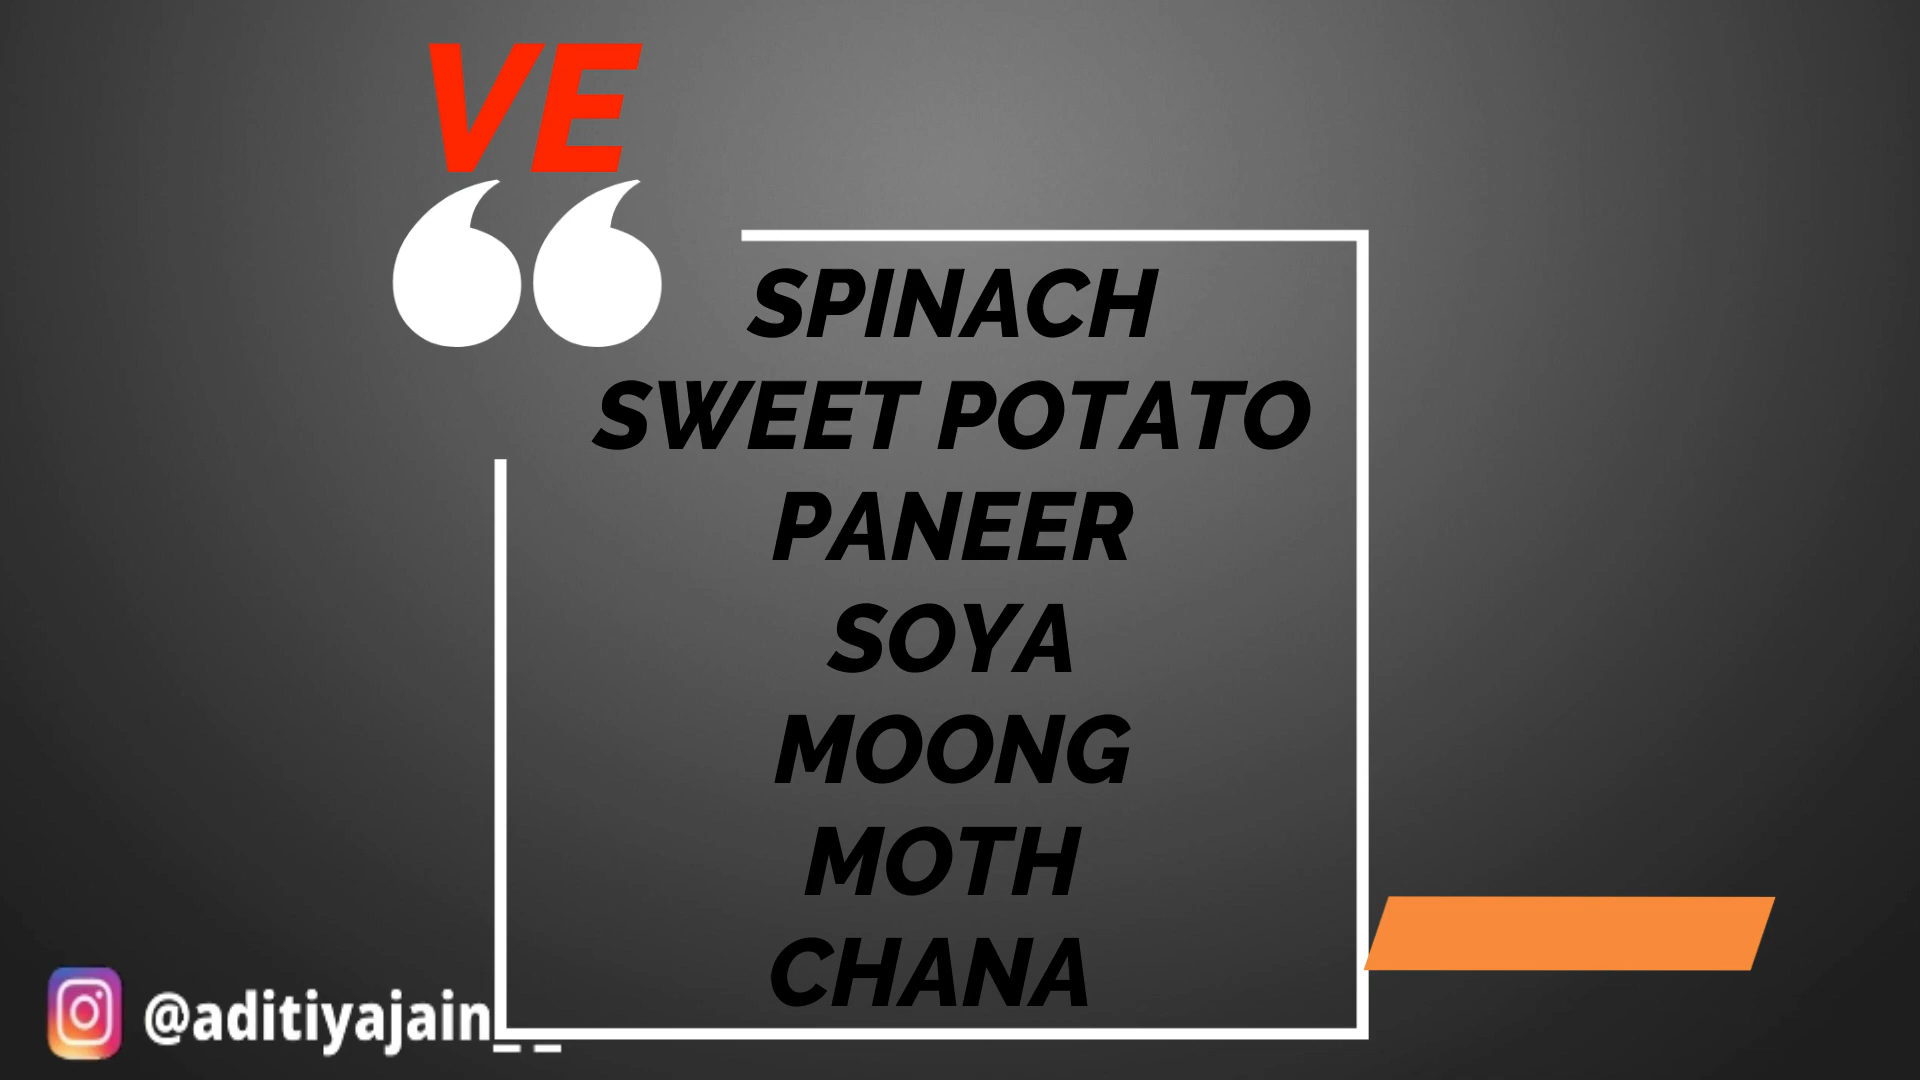 VE
SPINACH
SWEET POTATO
PANEER
SOYA
MOONG
MOTH
CHANA
@aditiyajain_ _